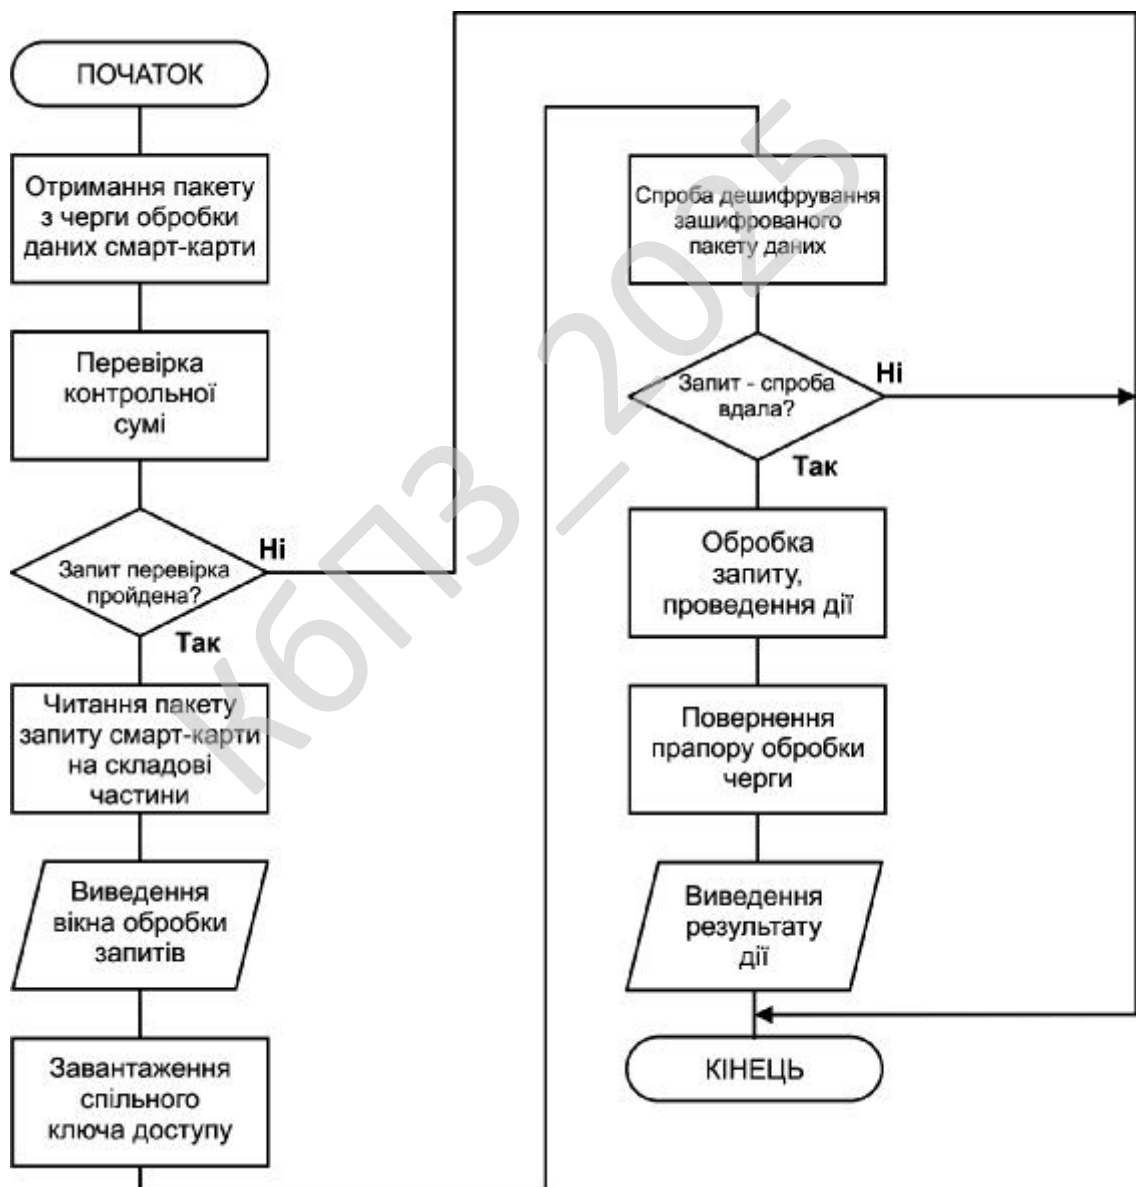 ПОЧАТОК
Отримання пакету
з черги обробки
даних смарт-карти
Перевірка
контрольної
сумі
Запит перевірка
пройдена?
Ні
Так
Читання пакету
запиту смарт-карти
на складові
частини
Виведення
вікна обробки
запитів
Завантаження
спільного
ключа доступу
Спроба дешифрування
зашифрованого
пакету даних
Запит - спроба
вдала?
Ні
Так
Обробка
запиту,
проведення дії
Повернення
прапору обробки
черги
Виведення
результату
дії
КІНЕЦЬ
КбПЗ_2025